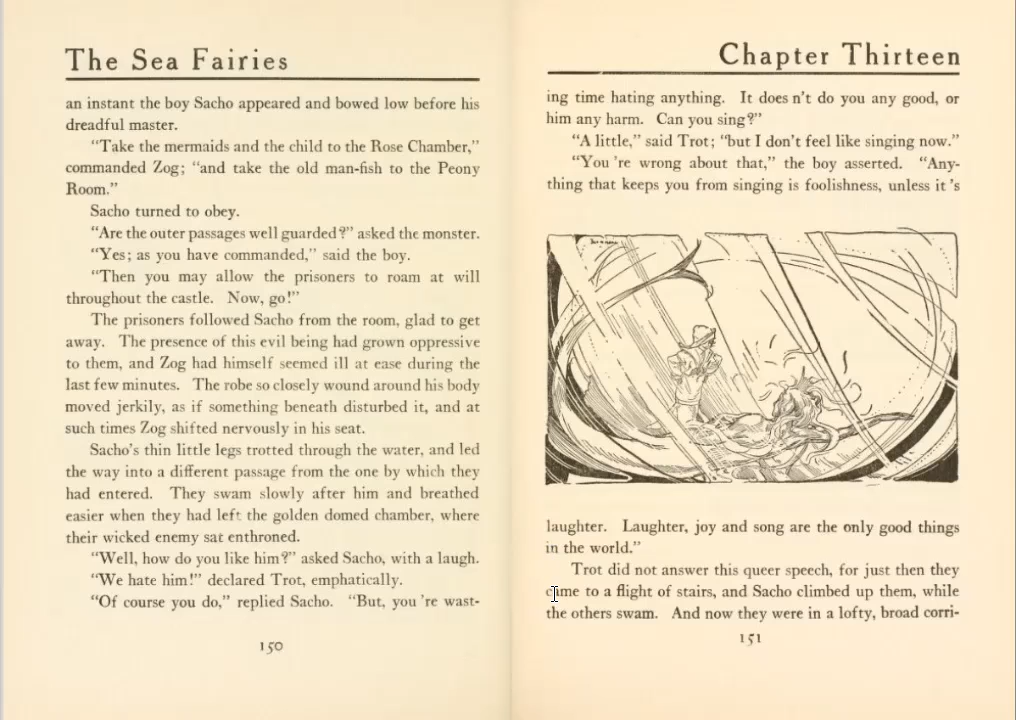 The Sea Fairies
an instant the boy Sacho appeared and bowed low before his
dreadful master.
"Take the mermaids and the child to the Rose Chamber,"
commanded Zog; "and take the old man-fish to the Peony
Room."
Sacho turned to obey.
"Are the outer passages well guarded?" asked the monster.
"Yes; as you have commanded," said the boy.
"Then you may allow the prisoners to roam at will
throughout the castle. Now, go!"
The prisoners followed Sacho from the room, glad to get
away. The presence of this evil being had grown oppressive
to them, and Zog had himself seemed ill at ease during the
last few minutes. The robe so closely wound around his body
moved jerkily, as if something beneath disturbed it, and at
such times Zog shifted nervously in his seat.
Sacho's thin little legs trotted through the water, and led
the way into a different passage from the one by which they
had entered. They swam slowly after him and breathed
easier when they had left the golden domed chamber, where
their wicked enemy sat enthroned.
"Well, how do you like him?" asked Sacho, with a laugh.
"We hate him!" declared Trot, emphatically.
"Of course you do," replied Sacho. "But, you 're wast-
150
Chapter Thirteen
ing time hating anything. It does n't do you any good, or
him any harm. Can you sing?"
"A little," said Trot; "but I don't feel like singing now."
"You 're wrong about that," the boy asserted. "Any-
thing that keeps you from singing is foolishness, unless it 's
laughter. Laughter, joy and song are the only good things
in the world."
Trot did not answer this queer speech, for just then they
came to a flight of stairs, and Sacho climbed up them, while
the others swam. And now they were in a lofty, broad corri-
151